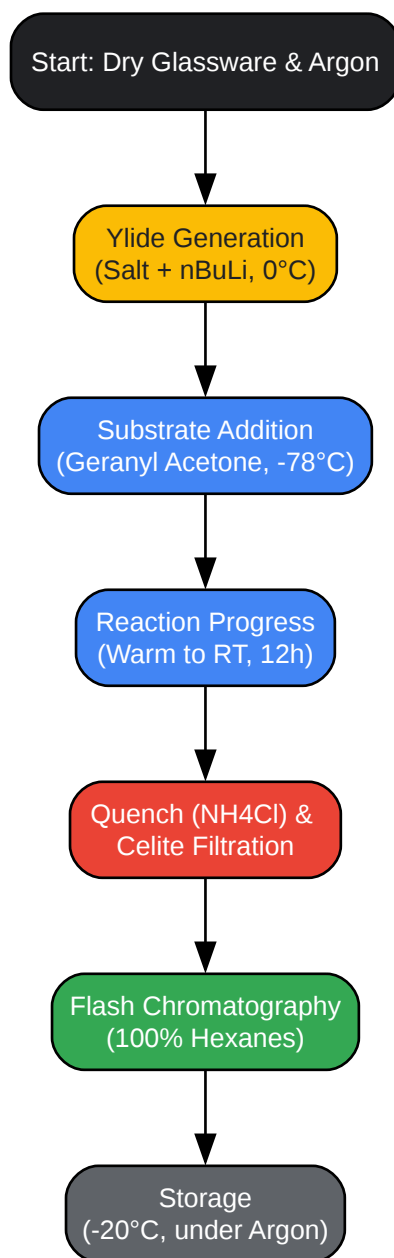 Start: Dry Glassware & Argon
Ylide Generation
(Salt + nBuLi, 0°C)
Substrate Addition
(Geranyl Acetone, -78°C)
Reaction Progress
(Warm to RT, 12h)
Quench (NH4Cl) &
Celite Filtration
Flash Chromatography
(100% Hexanes)
Storage
(-20°C, under Argon)